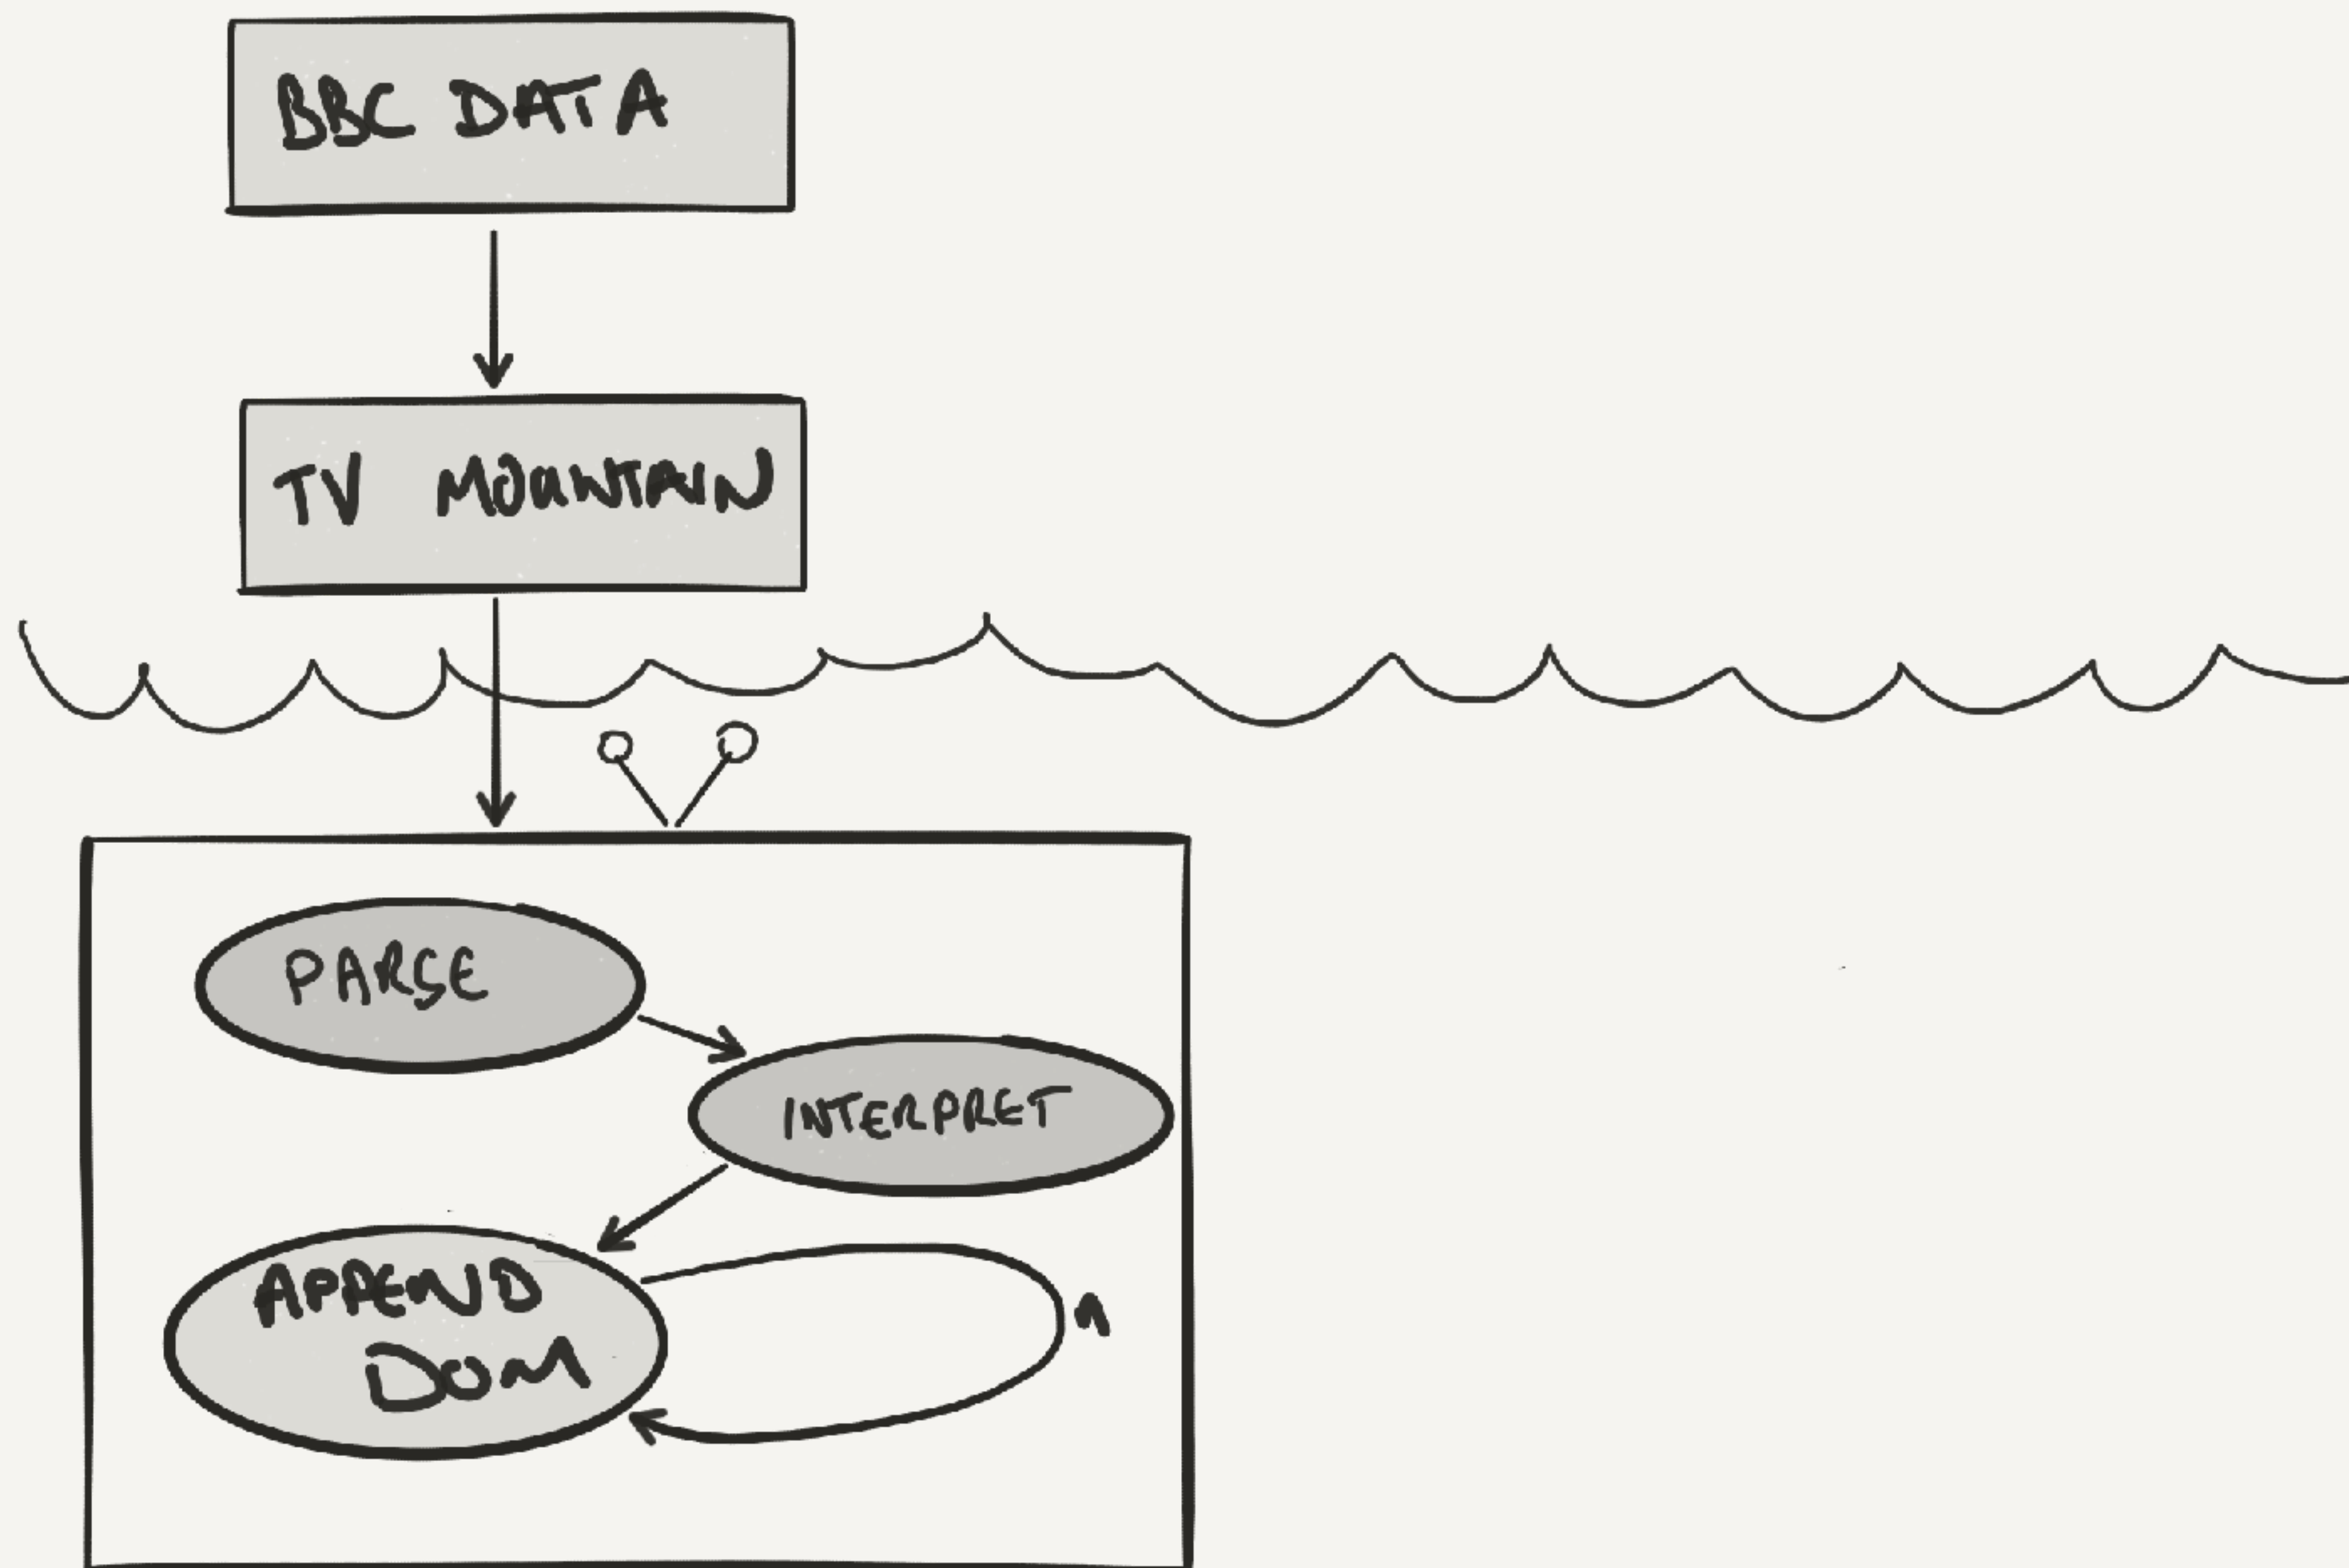 BBC DATA
TV MOUNTAIN
PARSE
INTERPRET
APPEND
DOM
n